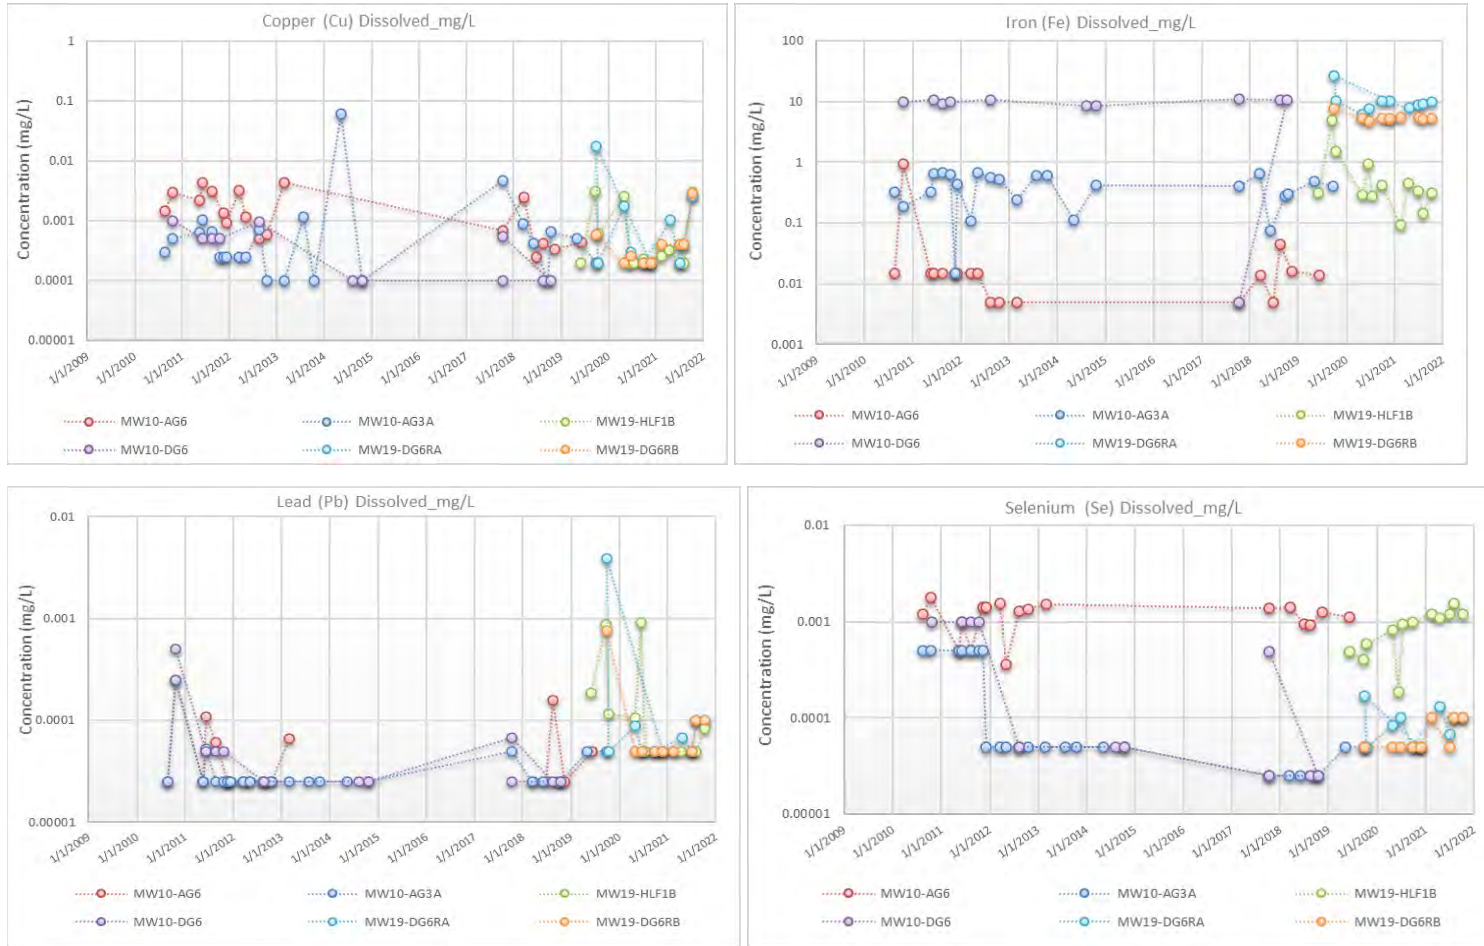 Copper (Cu) Dissolved_mg/L
Concentration (mg/L)
1
0.1
0.01
0.001
0.0001
0.00001
1/1/2009 1/1/2010 1/1/2011 1/1/2012 1/1/2013 1/1/2014 1/1/2015 1/1/2016 1/1/2017 1/1/2018 1/1/2019 1/1/2020 1/1/2021 1/1/2022
MW10-AG6 MW10-AG3A MW19-HLF1B
MW10-DG6 MW19-DG6RA MW19-DG6RB
Iron (Fe) Dissolved_mg/L
Concentration (mg/L)
100
10
1
0.1
0.01
0.001
1/1/2009 1/1/2010 1/1/2011 1/1/2012 1/1/2013 1/1/2014 1/1/2015 1/1/2016 1/1/2017 1/1/2018 1/1/2019 1/1/2020 1/1/2021 1/1/2022
MW10-AG6 MW10-AG3A MW19-HLF1B
MW10-DG6 MW19-DG6RA MW19-DG6RB
Lead (Pb) Dissolved_mg/L
Concentration (mg/L)
0.01
0.001
0.0001
0.00001
1/1/2009 1/1/2010 1/1/2011 1/1/2012 1/1/2013 1/1/2014 1/1/2015 1/1/2016 1/1/2017 1/1/2018 1/1/2019 1/1/2020 1/1/2021 1/1/2022
MW10-AG6 MW10-AG3A MW19-HLF1B
MW10-DG6 MW19-DG6RA MW19-DG6RB
Selenium (Se) Dissolved_mg/L
Concentration (mg/L)
0.01
0.001
0.0001
0.00001
1/1/2009 1/1/2010 1/1/2011 1/1/2012 1/1/2013 1/1/2014 1/1/2015 1/1/2016 1/1/2017 1/1/2018 1/1/2019 1/1/2020 1/1/2021 1/1/2022
MW10-AG6 MW10-AG3A MW19-HLF1B
MW10-DG6 MW19-DG6RA MW19-DG6RB